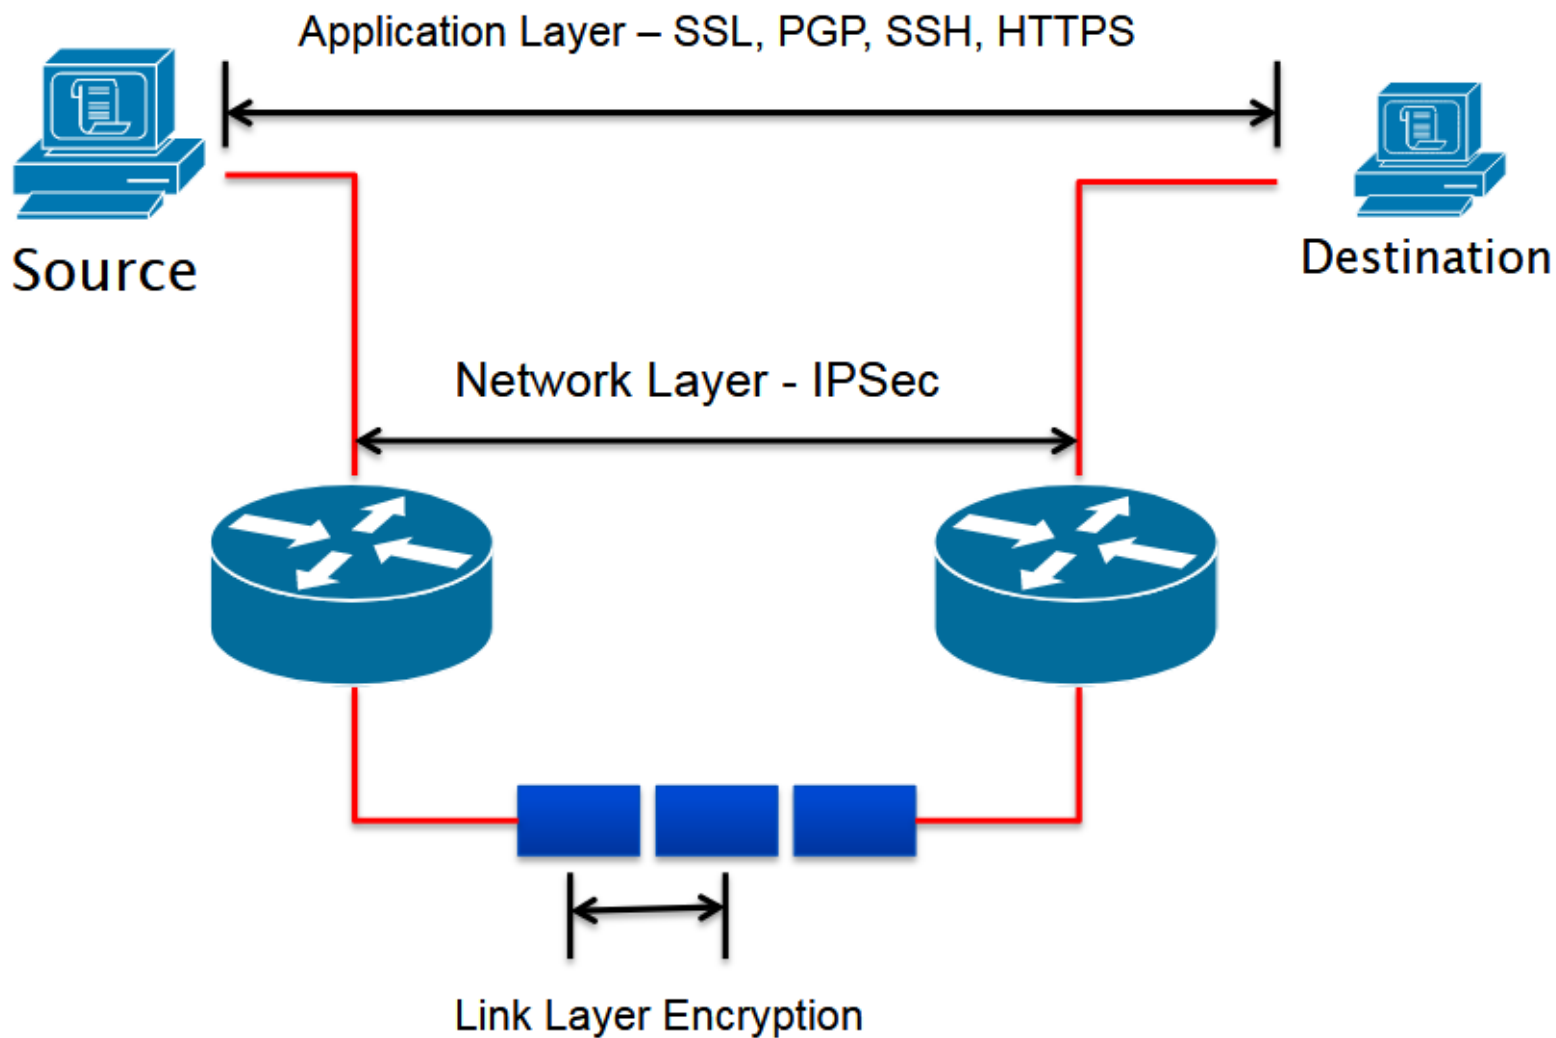 Application Layer – SSL, PGP, SSH, HTTPS
Source
Destination
Network Layer - IPSec
Link Layer Encryption